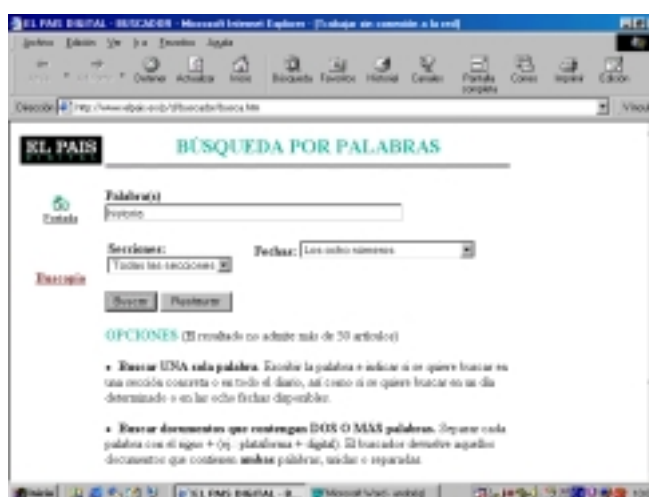 EL PAIS DIGITAL - BUSCADOR - Microsoft Internet Explorer - [Trabajar sin conexión a la red]
Archivo Edición Ver Ir a Favoritos Ayuda
Detener Actualizar Inicio Búsqueda Favoritos Historial Canales Pantalla completa Correo Imprimir Edición
Dirección
EL PAIS
DIGITAL
BÚSQUEDA POR PALABRAS
Portada
Palabra(s)
historia
Secciones:
Todas las secciones
Fechas: Los ocho números
Buscopio
Buscar Restaurar
OPCIONES (El resultado no admite más de 50 artículos)
• Buscar UNA sola palabra. Escribir la palabra e indicar si se quiere buscar en
una sección concreta o en todo el diario, así como si se quiere buscar en un día
determinado o en las ocho fechas disponibles.
• Buscar documentos que contengan DOS O MAS palabras. Separar cada
palabra con el signo + (ej. plataforma + digital). El buscador devuelve aquellos
documentos que contienen ambas palabras, unidas o separadas.
Inicio EL PAIS DIGITAL - B... Microsoft Word -